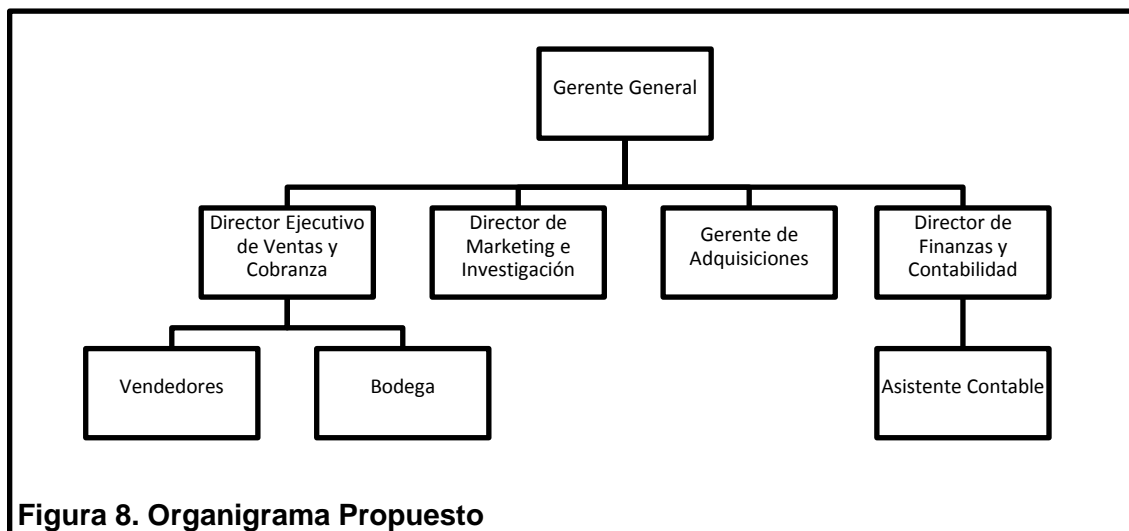 Gerente General
Director Ejecutivo
de Ventas y
Cobranza
Director de
Marketing e
Investigación
Gerente de
Adquisiciones
Director de
Finanzas y
Contabilidad
Vendedores
Bodega
Asistente Contable
Figura 8. Organigrama Propuesto